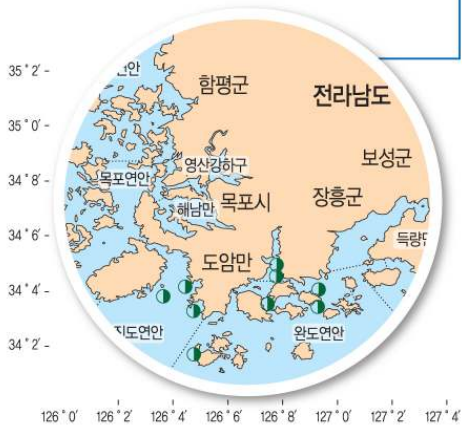 35˚2'
35˚0'
34˚8'
34˚6'
34˚4'
34˚2'
126˚0'
126˚2'
126˚4'
126˚6'
126˚8'
127˚0'
127˚2'
127˚4'
연안
함평군
전라남도
영산강하구
보성군
목포연안
해남만
목포시
장흥군
도암만
득량만
진도연안
완도연안